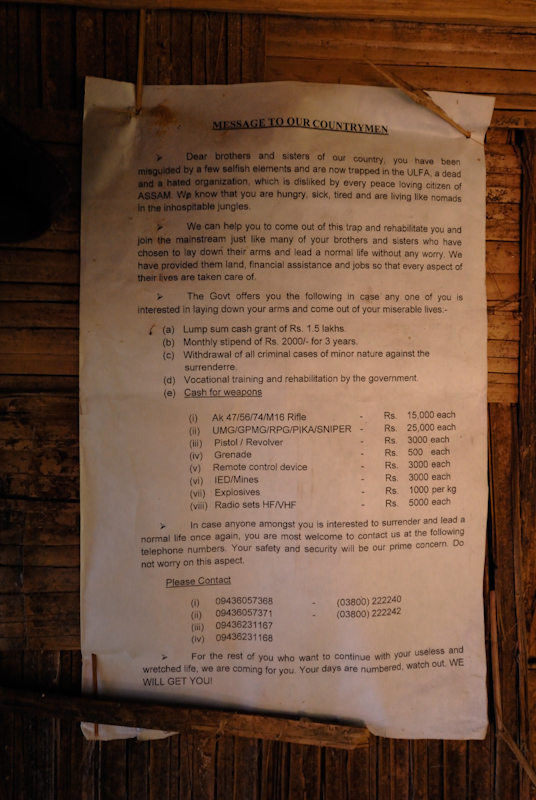 MESSAGE TO OUR COUNTRYMEN
➢ Dear brothers and sisters of our country, you have been
misguided by a few selfish elements and are now trapped in the ULFA, a dead
and a hated organization, which is disliked by every peace loving citizen of
ASSAM. We know that you are hungry, sick, tired and are living like nomads
in the inhospitable jungles.
➢ We can help you to come out of this trap and rehabilitate you and
join the mainstream just like many of your brothers and sisters who have
chosen to lay down their arms and lead a normal life without any worry. We
have provided them land, financial assistance and jobs so that every aspect of
their lives are taken care of.
➢ The Govt offers you the following in case any one of you is
interested in laying down your arms and come out of your miserable lives:-
(a) Lump sum cash grant of Rs. 1.5 lakhs.
(b) Monthly stipend of Rs. 2000/- for 3 years.
(c) Withdrawal of all criminal cases of minor nature against the
surrenderre.
(d) Vocational training and rehabilitation by the government.
(e) Cash for weapons
(i) Ak 47/56/74/M16 Rifle - Rs. 15,000 each
(ii) UMG/GPMG/RPG/PIKA/SNIPER - Rs. 25,000 each
(iii) Pistol / Revolver - Rs. 3000 each
(iv) Grenade - Rs. 500 each
(v) Remote control device - Rs. 3000 each
(vi) IED/Mines - Rs. 3000 each
(vii) Explosives - Rs. 1000 per kg
(viii) Radio sets HF/VHF - Rs. 5000 each
➢ In case anyone amongst you is interested to surrender and lead a
normal life once again, you are most welcome to contact us at the following
telephone numbers. Your safety and security will be our prime concern. Do
not worry on this aspect.
Please Contact
(i) 09436057368 - (03800) 222240
(ii) 09436057371 - (03800) 222242
(iii) 09436231167
(iv) 09436231168
➢ For the rest of you who want to continue with your useless and
wretched life, we are coming for you. Your days are numbered, watch out. WE
WILL GET YOU!